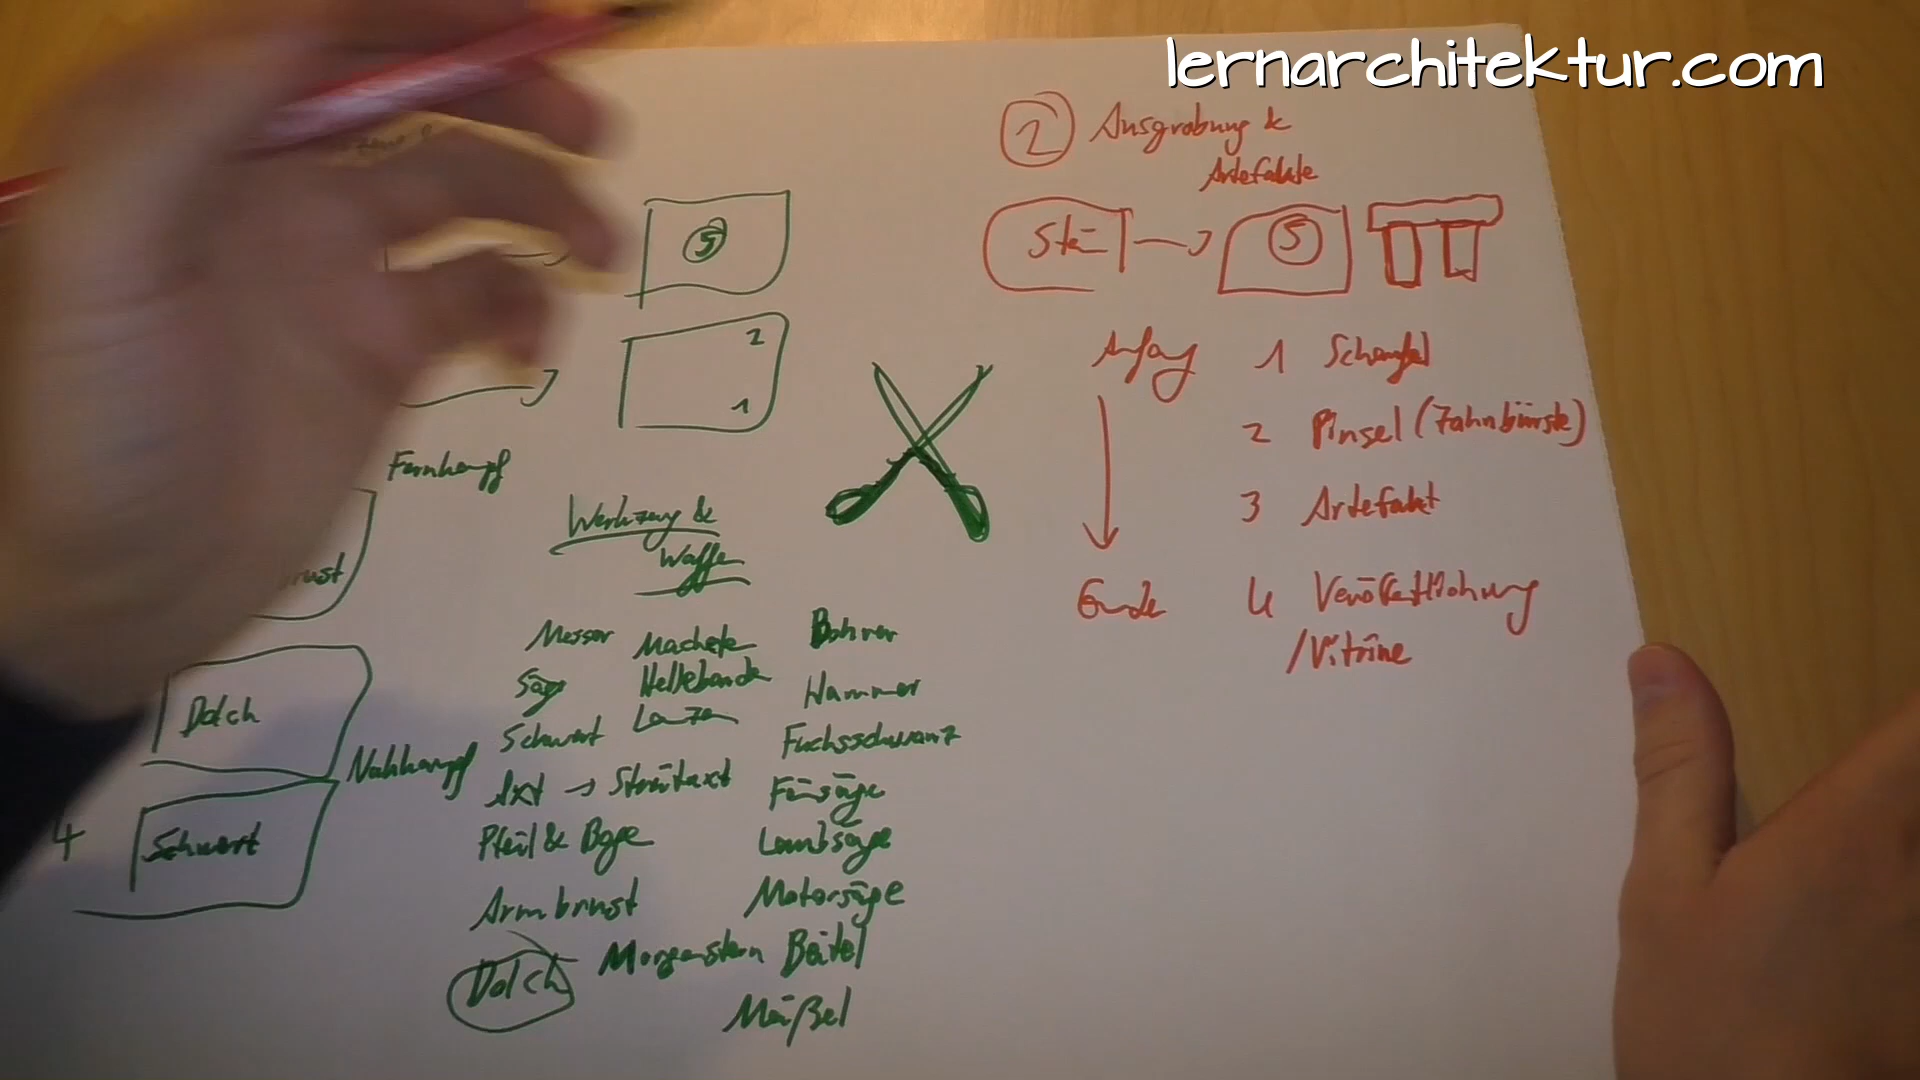 lernarchitektur.com
2 Ausgrabung &
Artefakte
5
Stein
5
2
1
Anfang
1 Schaufel
2 Pinsel (Zahnbürste)
3 Artefakt
Ende
4 Veröffentlichung
/Vitrine
Fernkampf
Werkzeug &
Waffe
Dolch
Nahkampf
4 Schwert
Messer Machete Bohrer
Säge Hellebarde Hammer
Schwert Lanze Fuchsschwanz
Axt → Streitaxt Feinsäge
Pfeil & Bogen Laubsäge
Armbrust Motorsäge
Dolch Morgenstern Beitel
Meißel